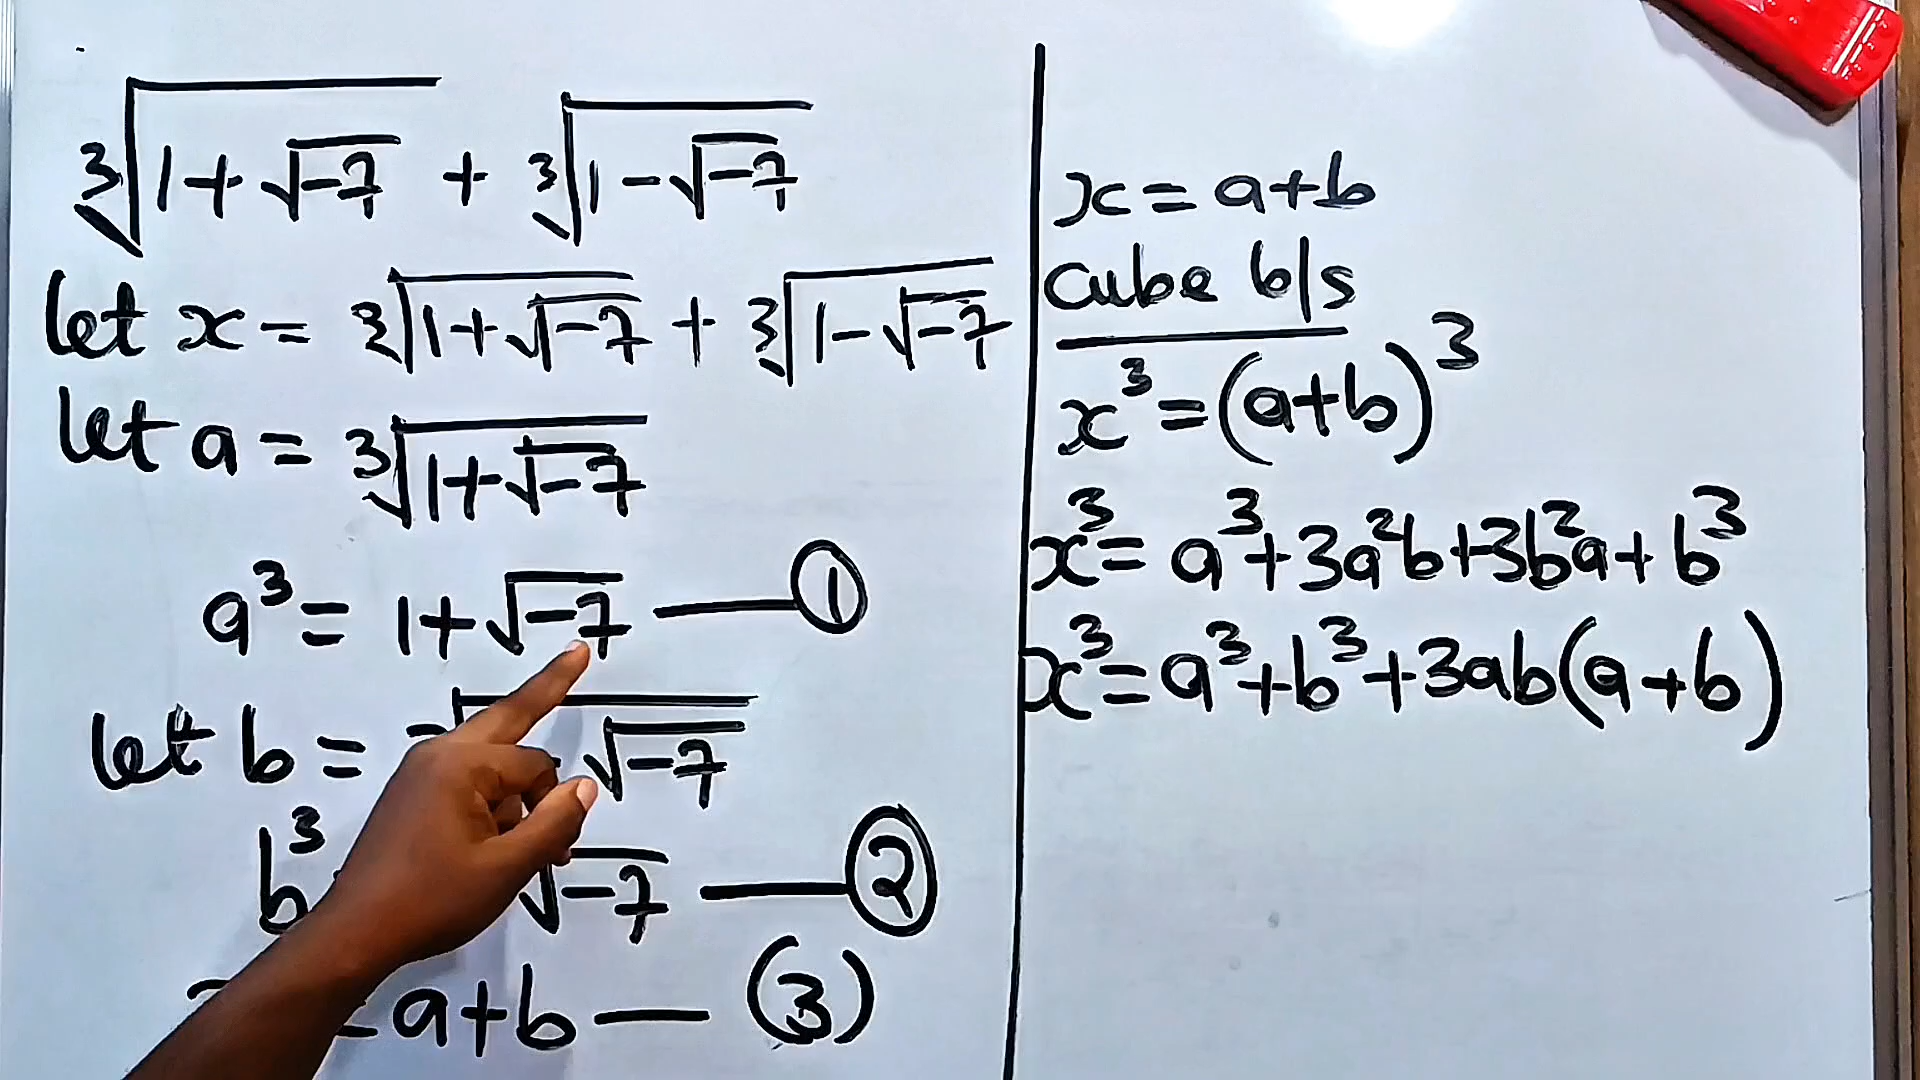 ∛(1+√-7) + ∛(1-√-7)
let x = ∛(1+√-7) + ∛(1-√-7)
let a = ∛(1+√-7)
a³ = 1+√-7 — ①
let b = √-7
b³ √-7 — ②
= a+b — (3)
x = a+b
cube b/s
x³ = (a+b)³
x³ = a³+3a²b+3b²a+b³
x³ = a³+b³+3ab(a+b)